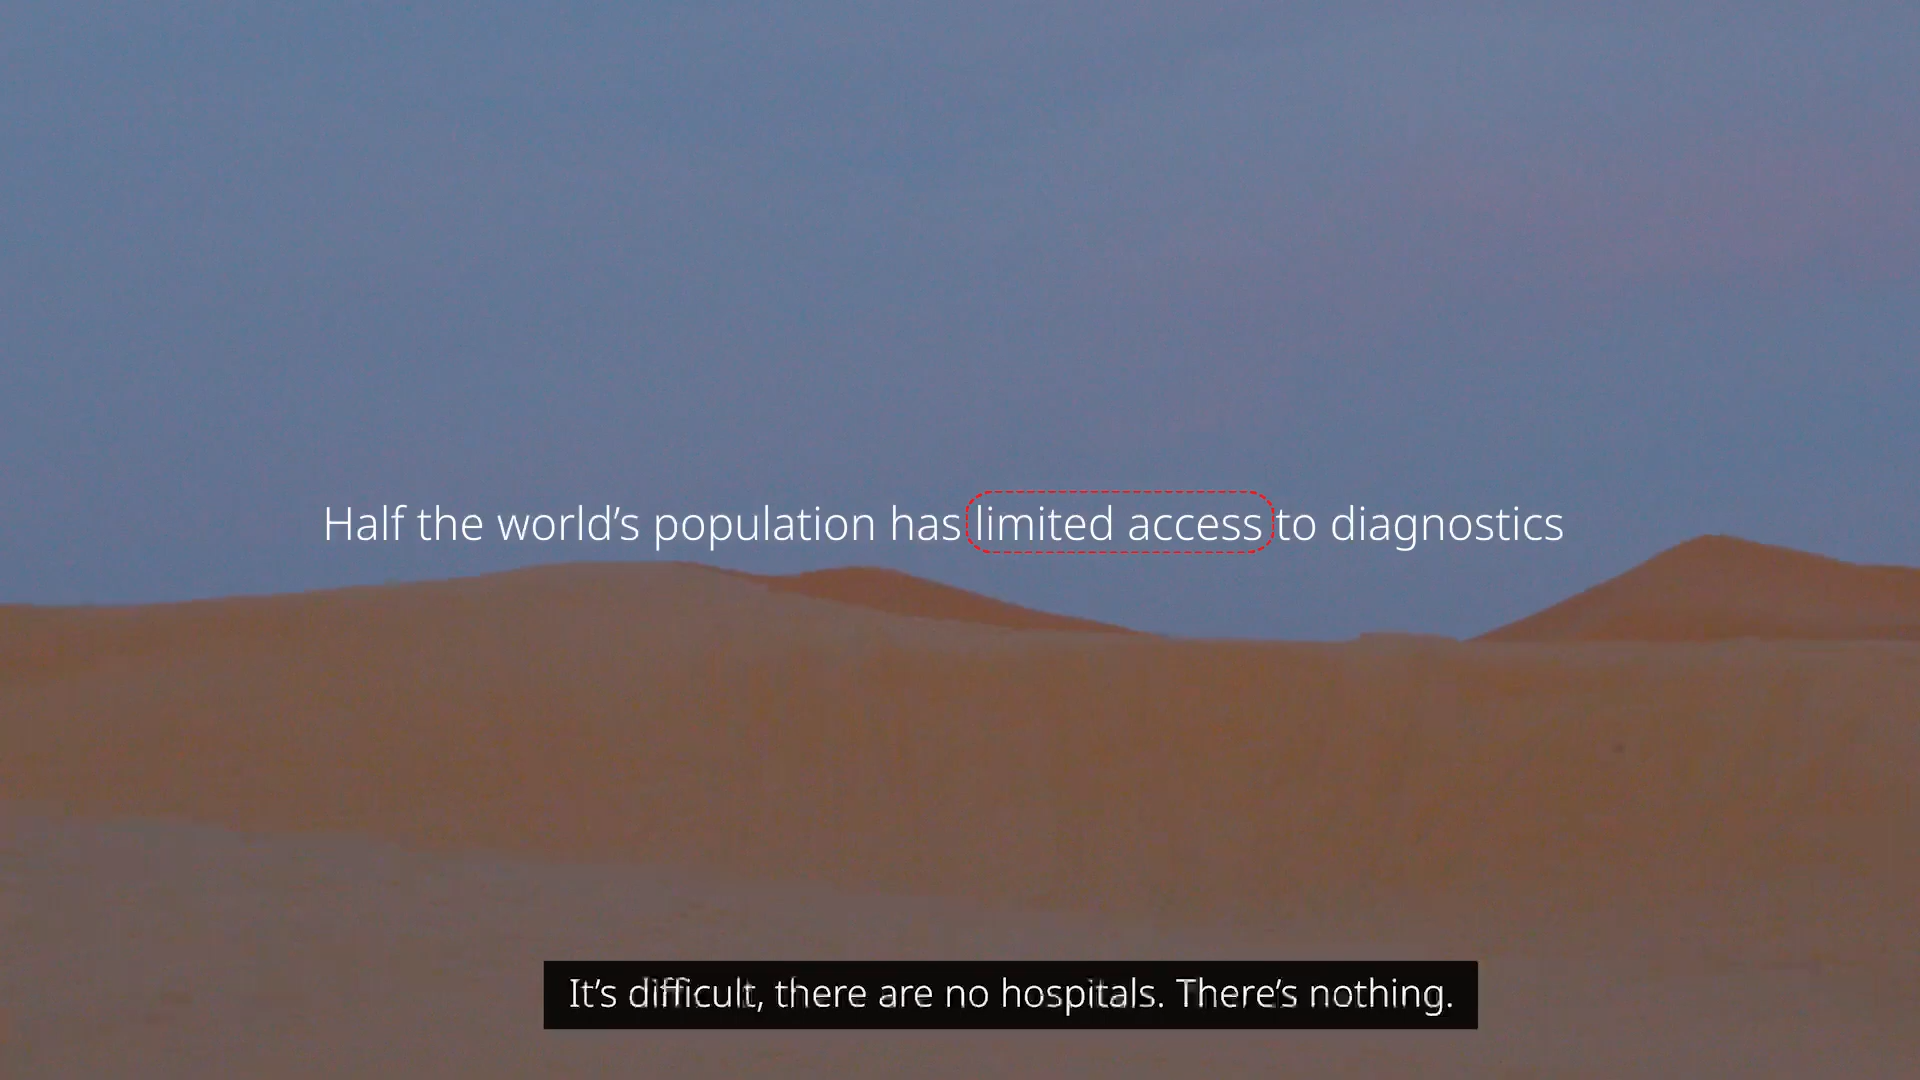 Half the world’s population has limited access to diagnostics
It’s difficult, there are no hospitals. There’s nothing.